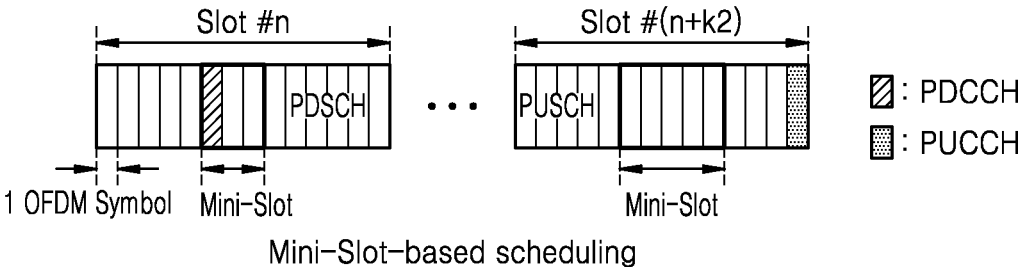 Slot #n
Slot #(n+k2)
PDSCH
• • •
PUSCH
: PDCCH
: PUCCH
1 OFDM Symbol
Mini-Slot
Mini-Slot
Mini-Slot-based scheduling